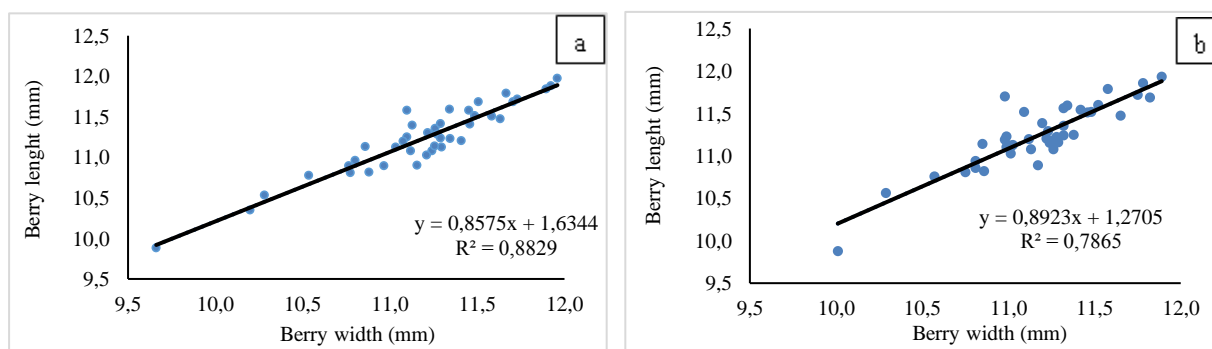 a
12,5
12,0
11,5
11,0
10,5
10,0
9,5
Berry lenght (mm)
y = 0,8575x + 1,6344
R² = 0,8829
9,5 10,0 10,5 11,0 11,5 12,0
Berry width (mm)
b
12,5
12,0
11,5
11,0
10,5
10,0
9,5
Berry lenght (mm)
y = 0,8923x + 1,2705
R² = 0,7865
9,5 10,0 10,5 11,0 11,5 12,0
Berry width (mm)